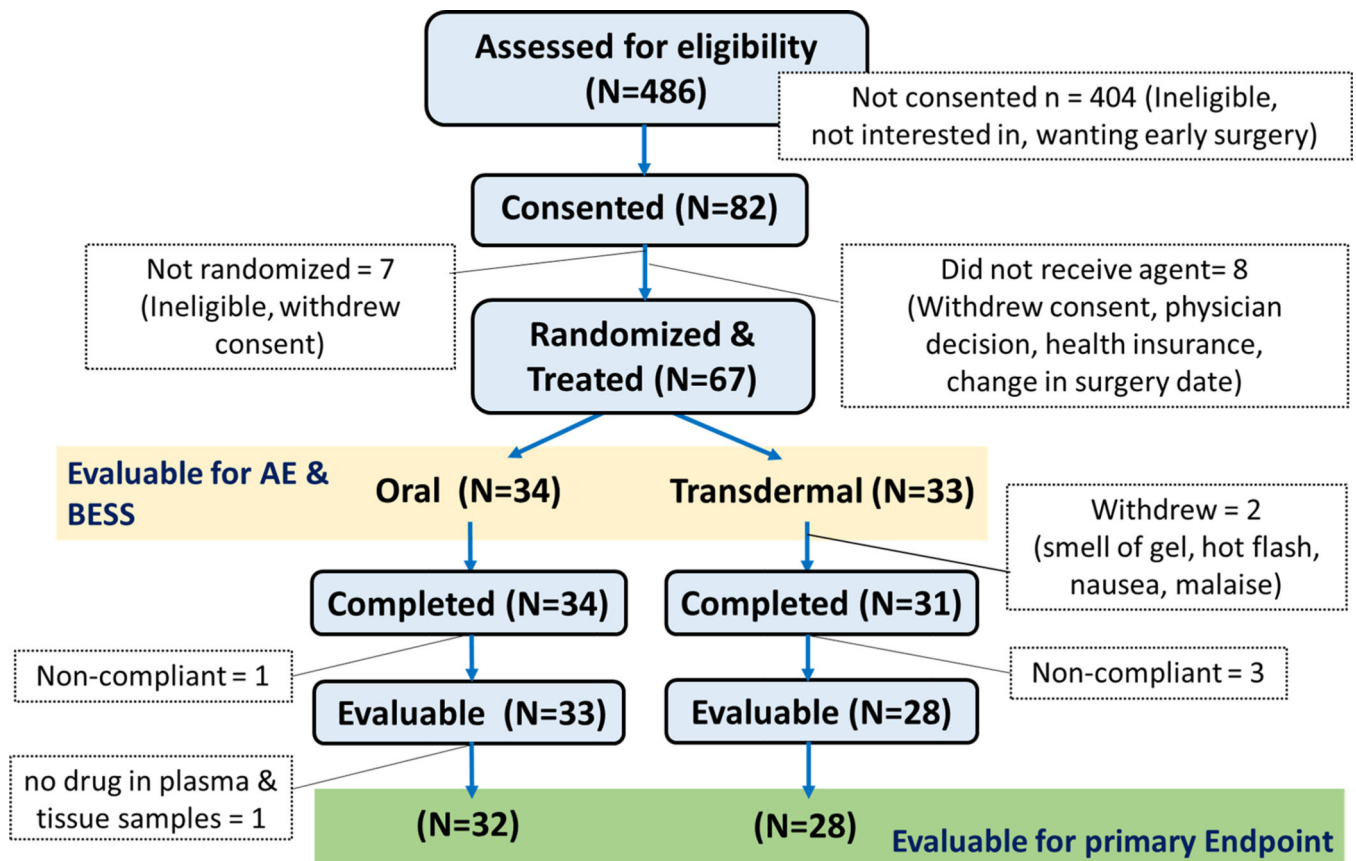 Assessed for eligibility
(N=486)
Not consented n = 404 (Ineligible,
not interested in, wanting early surgery)
Consented (N=82)
Not randomized = 7
(Ineligible, withdrew
consent)
Did not receive agent= 8
(Withdrew consent, physician
decision, health insurance,
change in surgery date)
Randomized &
Treated (N=67)
Evaluable for AE &
BESS
Oral (N=34)
Transdermal (N=33)
Withdrew = 2
(smell of gel, hot flash,
nausea, malaise)
Completed (N=34)
Completed (N=31)
Non-compliant = 1
Non-compliant = 3
Evaluable (N=33)
Evaluable (N=28)
no drug in plasma &
tissue samples = 1
(N=32)
(N=28)
Evaluable for primary Endpoint